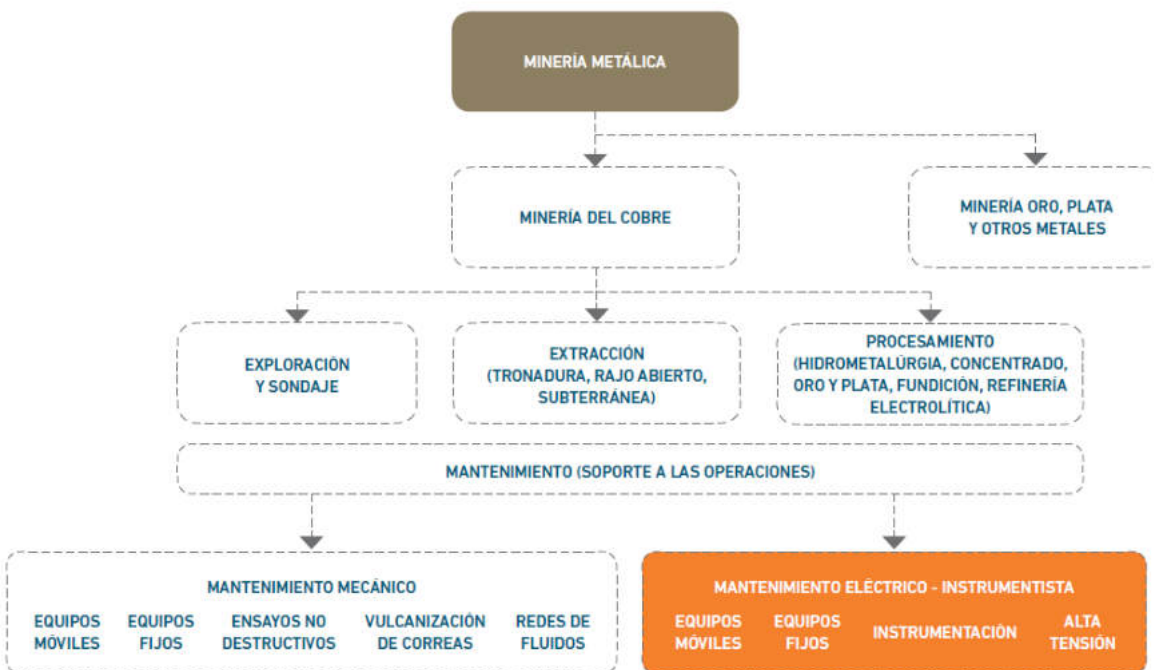 MINERÍA METÁLICA
MINERÍA DEL COBRE
MINERÍA ORO, PLATA
Y OTROS METALES
EXPLORACIÓN
Y SONDAJE
EXTRACCIÓN
(TRONADURA, RAJO ABIERTO,
SUBTERRÁNEA)
PROCESAMIENTO
(HIDROMETALÚRGIA, CONCENTRADO,
ORO Y PLATA, FUNDICIÓN, REFINERÍA
ELECTROLÍTICA)
MANTENIMIENTO (SOPORTE A LAS OPERACIONES)
MANTENIMIENTO MECÁNICO
EQUIPOS
MÓVILES
EQUIPOS
FIJOS
ENSAYOS NO
DESTRUCTIVOS
VULCANIZACIÓN
DE CORREAS
REDES DE
FLUIDOS
MANTENIMIENTO ELÉCTRICO - INSTRUMENTISTA
EQUIPOS
MÓVILES
EQUIPOS
FIJOS
INSTRUMENTACIÓN
ALTA
TENSIÓN